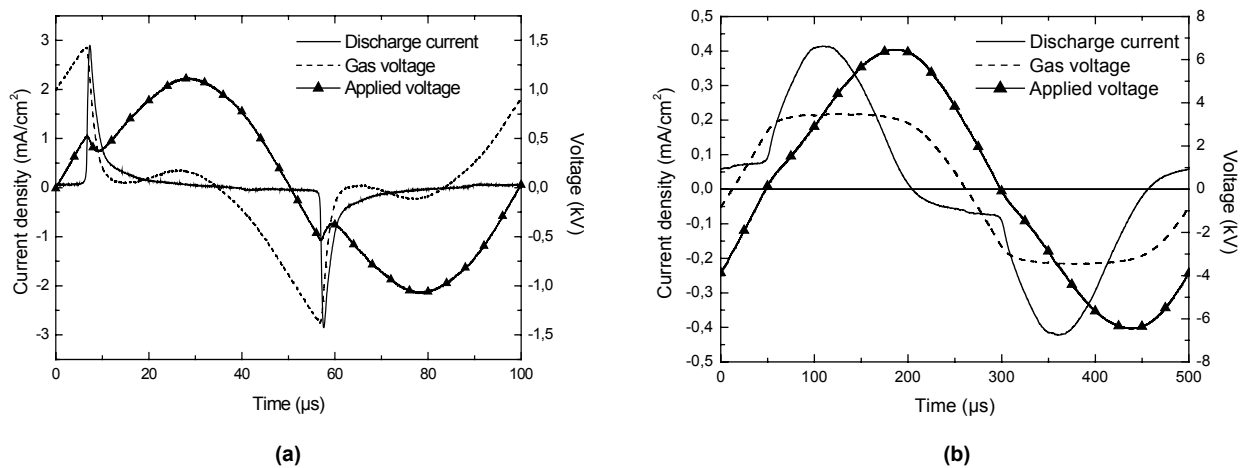 Discharge current
Gas voltage
Applied voltage
3
2
1
0
-1
-2
-3
1,5
1,0
0,5
0,0
-0,5
-1,0
-1,5
0 20 40 60 80 100
Current density (mA/cm²)
Voltage (kV)
Time (µs)
(a)
Discharge current
Gas voltage
Applied voltage
0,5
0,4
0,3
0,2
0,1
0,0
-0,1
-0,2
-0,3
-0,4
-0,5
8
6
4
2
0
-2
-4
-6
-8
0 100 200 300 400 500
Current density (mA/cm²)
Voltage (kV)
Time (µs)
(b)